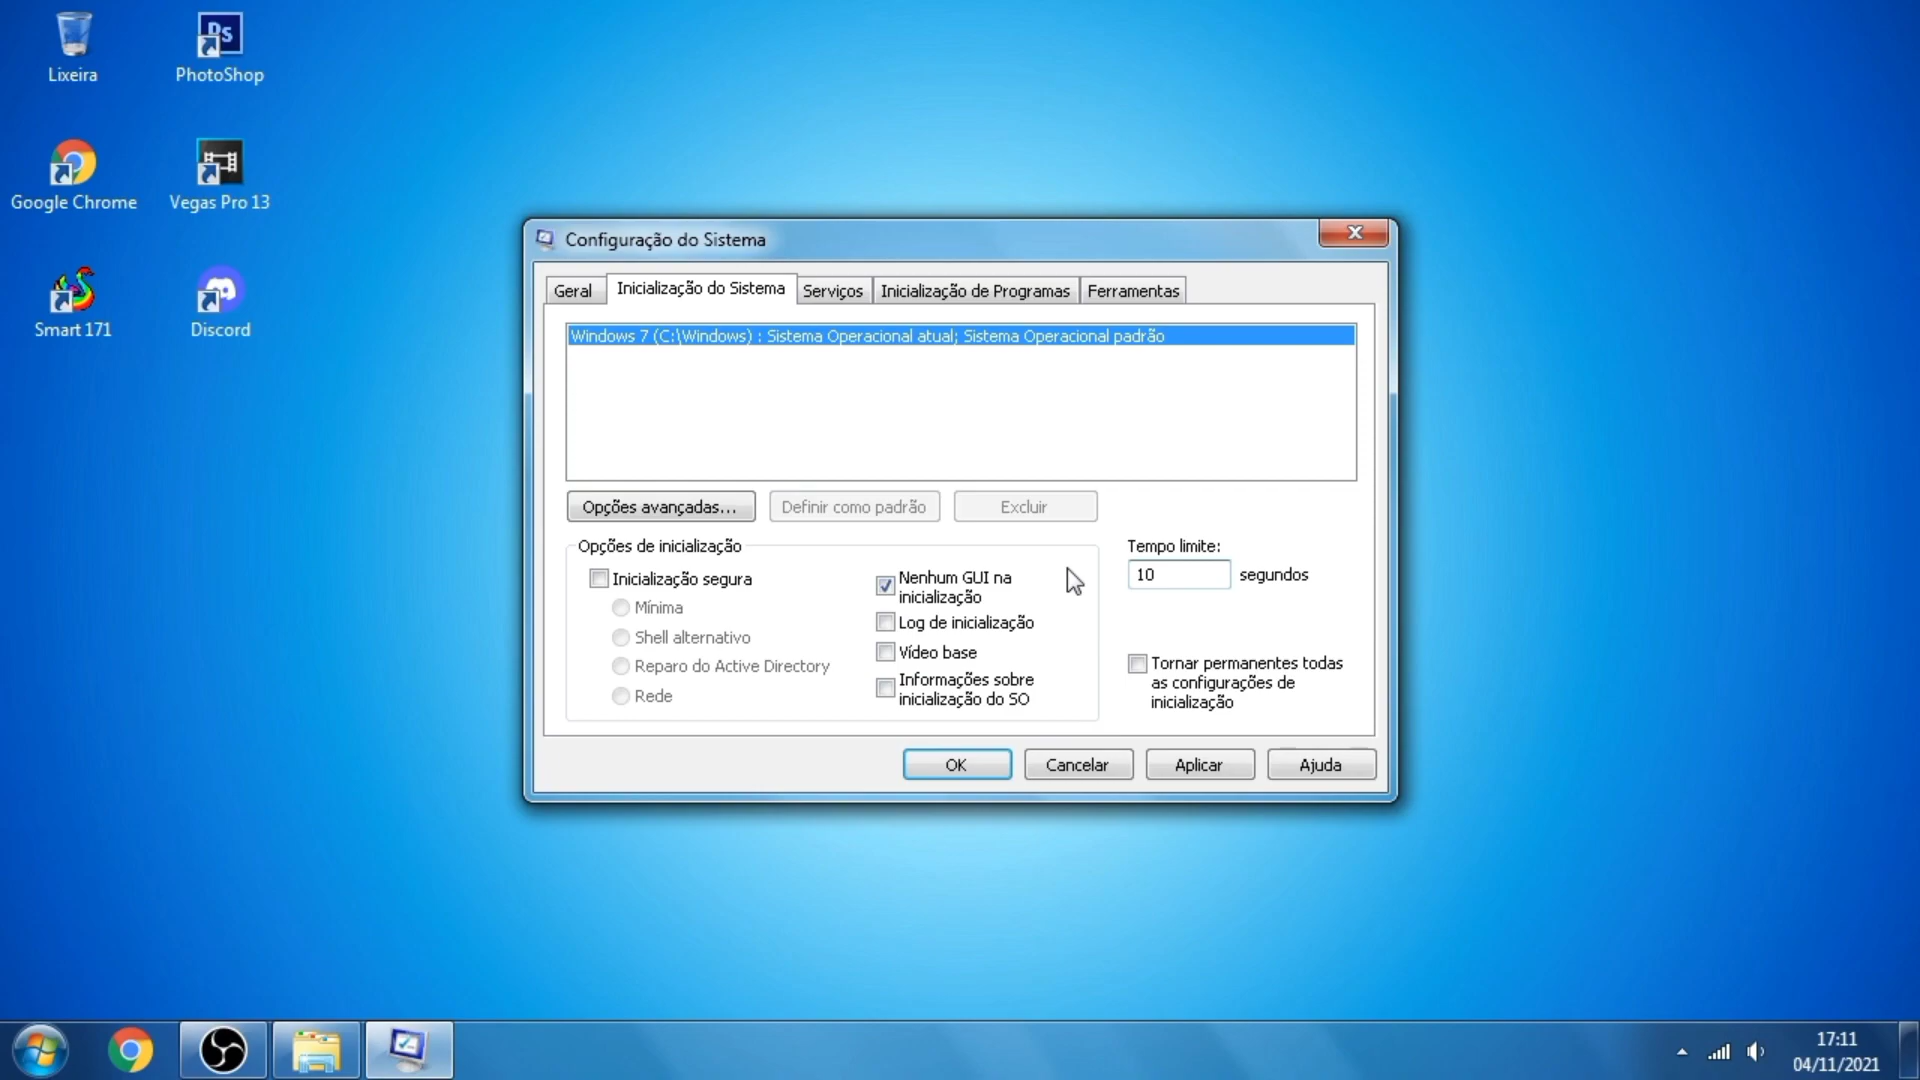 Lixeira
PhotoShop
Google Chrome
Vegas Pro 13
Smart 171
Discord
Configuração do Sistema
Geral
Inicialização do Sistema
Serviços
Inicialização de Programas
Ferramentas
Windows 7 (C:\Windows) : Sistema Operacional atual; Sistema Operacional padrão
Opções avançadas...
Definir como padrão
Excluir
Opções de inicialização
Inicialização segura
Mínima
Shell alternativo
Reparo do Active Directory
Rede
Nenhum GUI na
inicialização
Log de inicialização
Vídeo base
Informações sobre
inicialização do SO
Tempo limite:
10 segundos
Tornar permanentes todas
as configurações de
inicialização
OK
Cancelar
Aplicar
Ajuda
17:11
04/11/2021